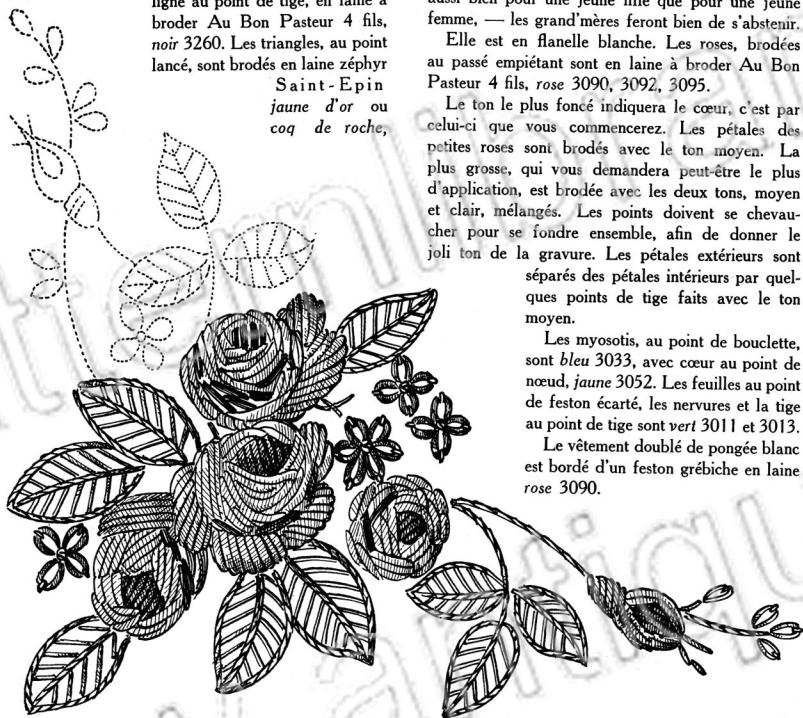 ligne au point de tige, en laine à
broder Au Bon Pasteur 4 fils,
noir 3260. Les triangles, au point
lancé, sont brodés en laine zéphyr
Saint-Epin
jaune d'or ou
coq de roche,
aussi bien pour une jeune fille que pour une jeune
femme, — les grand'mères feront bien de s'abstenir.
Elle est en flanelle blanche. Les roses, brodées
au passé empiétant sont en laine à broder Au Bon
Pasteur 4 fils, rose 3090, 3092, 3095.
Le ton le plus foncé indiquera le cœur, c'est par
celui-ci que vous commencerez. Les pétales des
petites roses sont brodés avec le ton moyen. La
plus grosse, qui vous demandera peut-être le plus
d'application, est brodée avec les deux tons, moyen
et clair, mélangés. Les points doivent se chevau-
cher pour se fondre ensemble, afin de donner le
joli ton de la gravure. Les pétales extérieurs sont
séparés des pétales intérieurs par quel-
ques points de tige faits avec le ton
moyen.
Les myosotis, au point de bouclette,
sont bleu 3033, avec cœur au point de
nœud, jaune 3052. Les feuilles au point
de feston écarté, les nervures et la tige
au point de tige sont vert 3011 et 3013.
Le vêtement doublé de pongée blanc
est bordé d'un feston grébiche en laine
rose 3090.